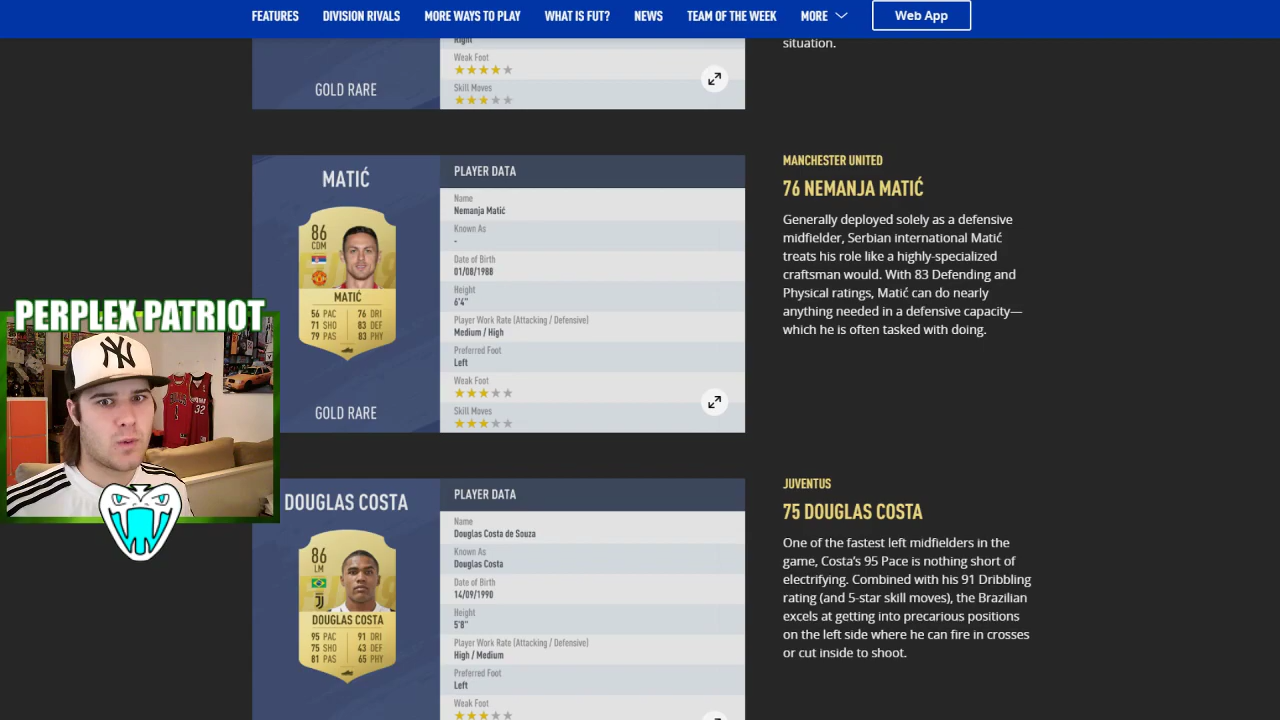 FEATURES DIVISION RIVALS MORE WAYS TO PLAY WHAT IS FUT? NEWS TEAM OF THE WEEK MORE Web App
Right
Weak Foot
Skill Moves
GOLD RARE
situation.
MATIĆ
86
CDM
MATIĆ
56 PAC 76 DRI
71 SHO 83 DEF
79 PAS 83 PHY
GOLD RARE
PLAYER DATA
Name
Nemanja Matić
Known As
-
Date of Birth
01/08/1988
Height
6'4"
Player Work Rate (Attacking / Defensive)
Medium / High
Preferred Foot
Left
Weak Foot
Skill Moves
MANCHESTER UNITED
76 NEMANJA MATIĆ
Generally deployed solely as a defensive
midfielder, Serbian international Matić
treats his role like a highly-specialized
craftsman would. With 83 Defending and
Physical ratings, Matić can do nearly
anything needed in a defensive capacity—
which he is often tasked with doing.
PERPLEX PATRIOT
NY
BULLS
1
32
DOUGLAS COSTA
86
LM
DOUGLAS COSTA
95 PAC 91 DRI
75 SHO 43 DEF
81 PAS 65 PHY
PLAYER DATA
Name
Douglas Costa de Souza
Known As
Douglas Costa
Date of Birth
14/09/1990
Height
5'8"
Player Work Rate (Attacking / Defensive)
High / Medium
Preferred Foot
Left
Weak Foot
JUVENTUS
75 DOUGLAS COSTA
One of the fastest left midfielders in the
game, Costa's 95 Pace is nothing short of
electrifying. Combined with his 91 Dribbling
rating (and 5-star skill moves), the Brazilian
excels at getting into precarious positions
on the left side where he can fire in crosses
or cut inside to shoot.